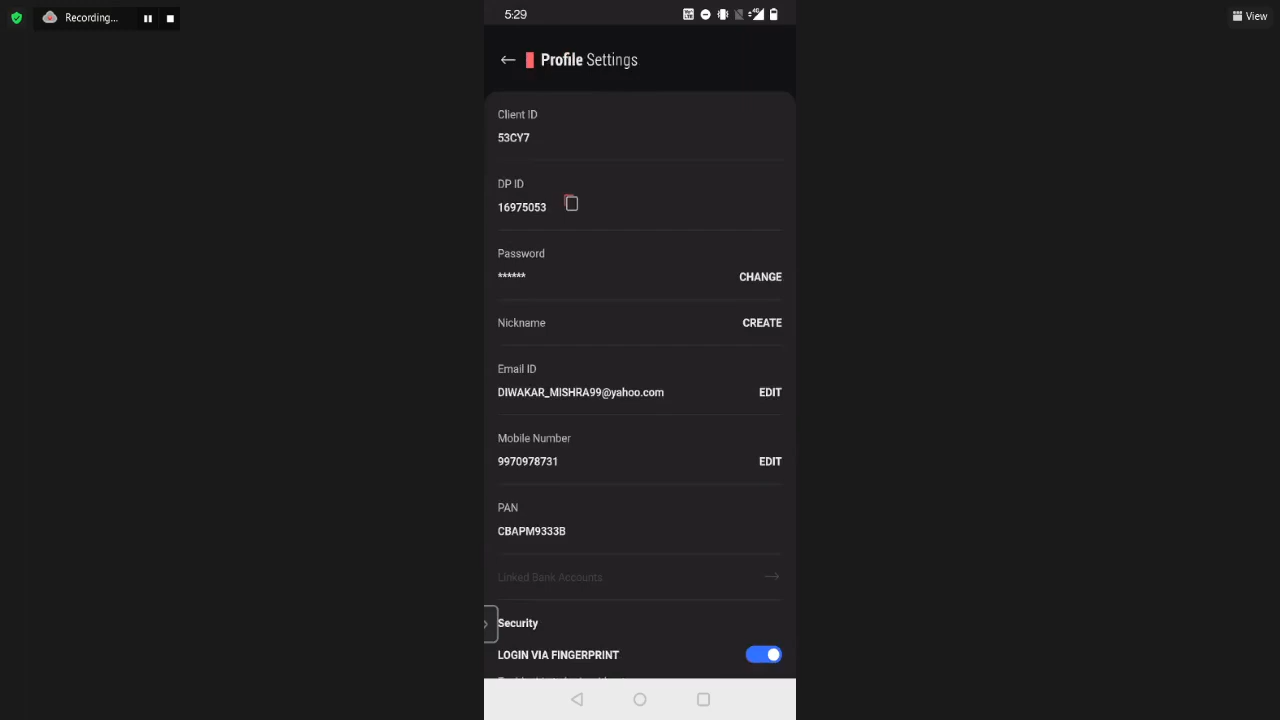 Recording...
View
5:29
Profile Settings
Client ID
53CY7
DP ID
16975053
Password
******
CHANGE
Nickname
CREATE
Email ID
DIWAKAR_MISHRA99@yahoo.com
EDIT
Mobile Number
9970978731
EDIT
PAN
CBAPM9333B
Linked Bank Accounts
Security
LOGIN VIA FINGERPRINT